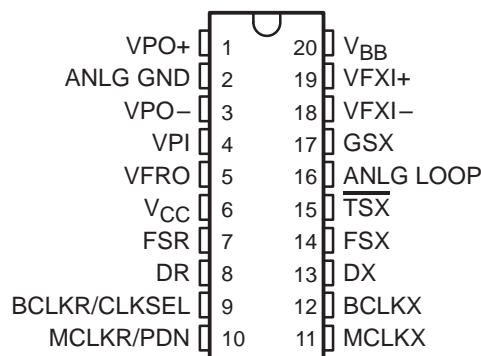 VPO+ 1 20 VBB
ANLG GND 2 19 VFXI+
VPO− 3 18 VFXI−
VPI 4 17 GSX
VFRO 5 16 ANLG LOOP
VCC 6 15 TSX
FSR 7 14 FSX
DR 8 13 DX
BCLKR/CLKSEL 9 12 BCLKX
MCLKR/PDN 10 11 MCLKX